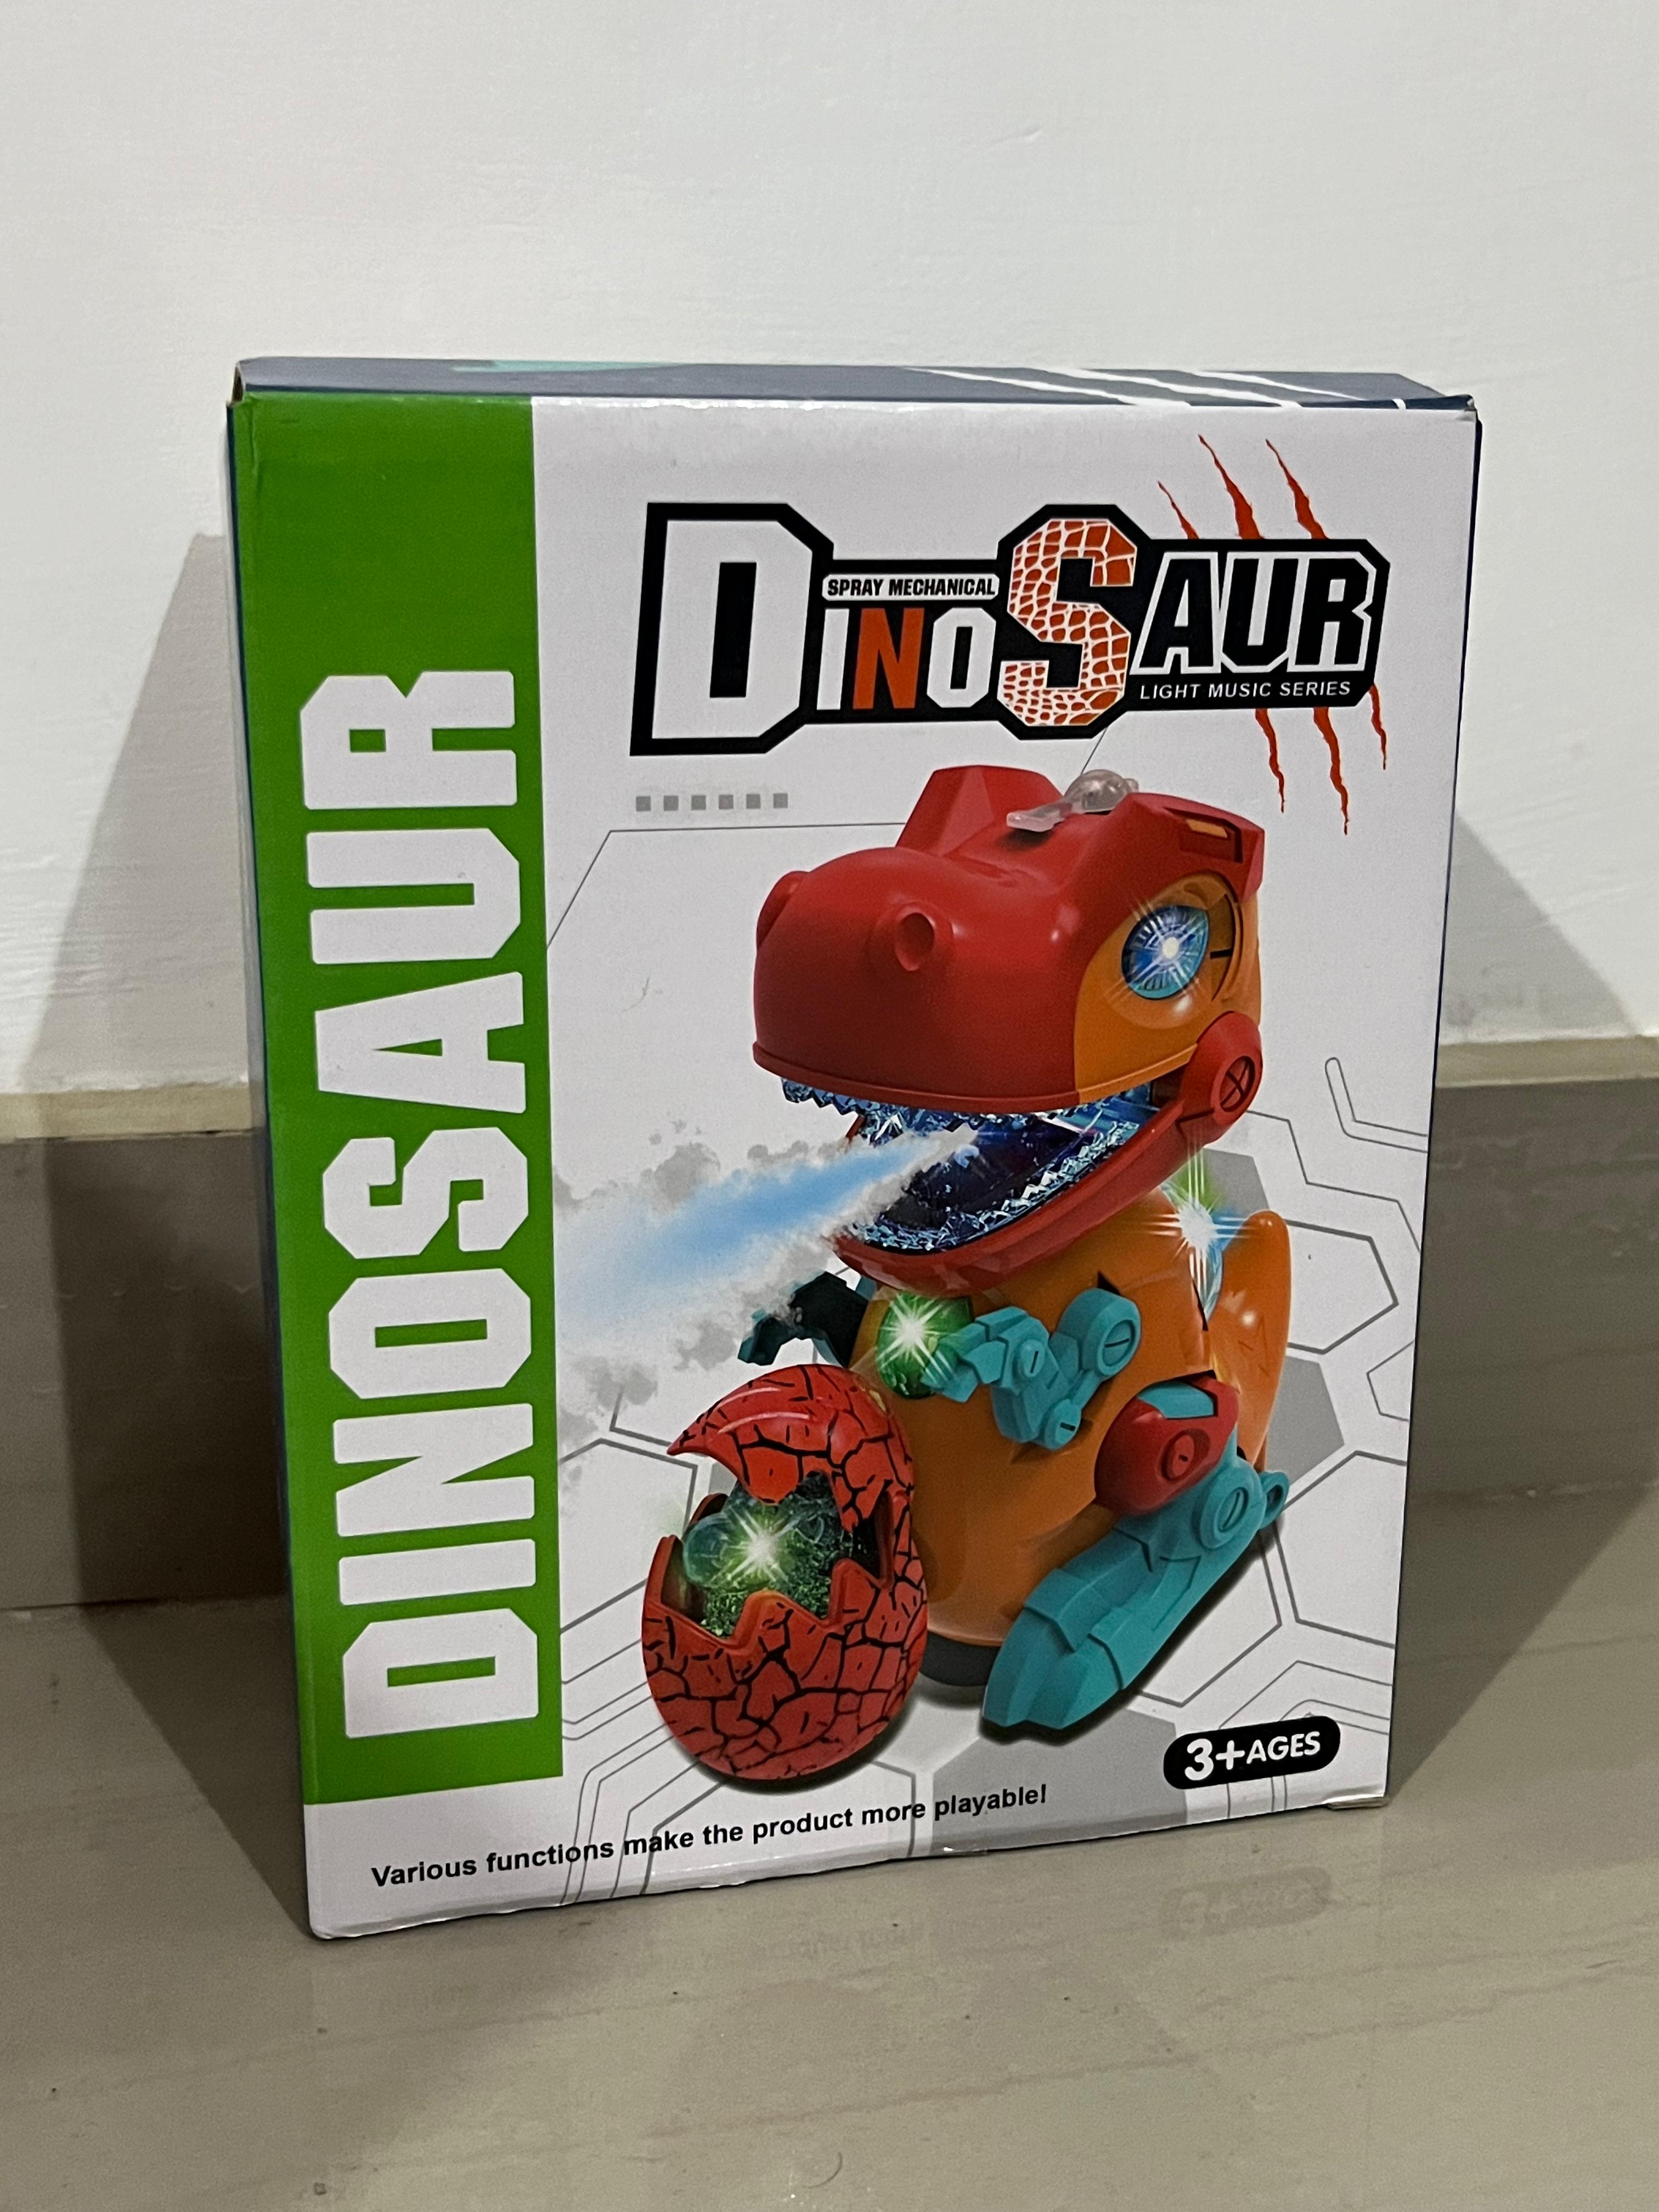 DINOSAUR
SPRAY MECHANICAL
DINOSAUR
LIGHT MUSIC SERIES
3+AGES
Various functions make the product more playable!